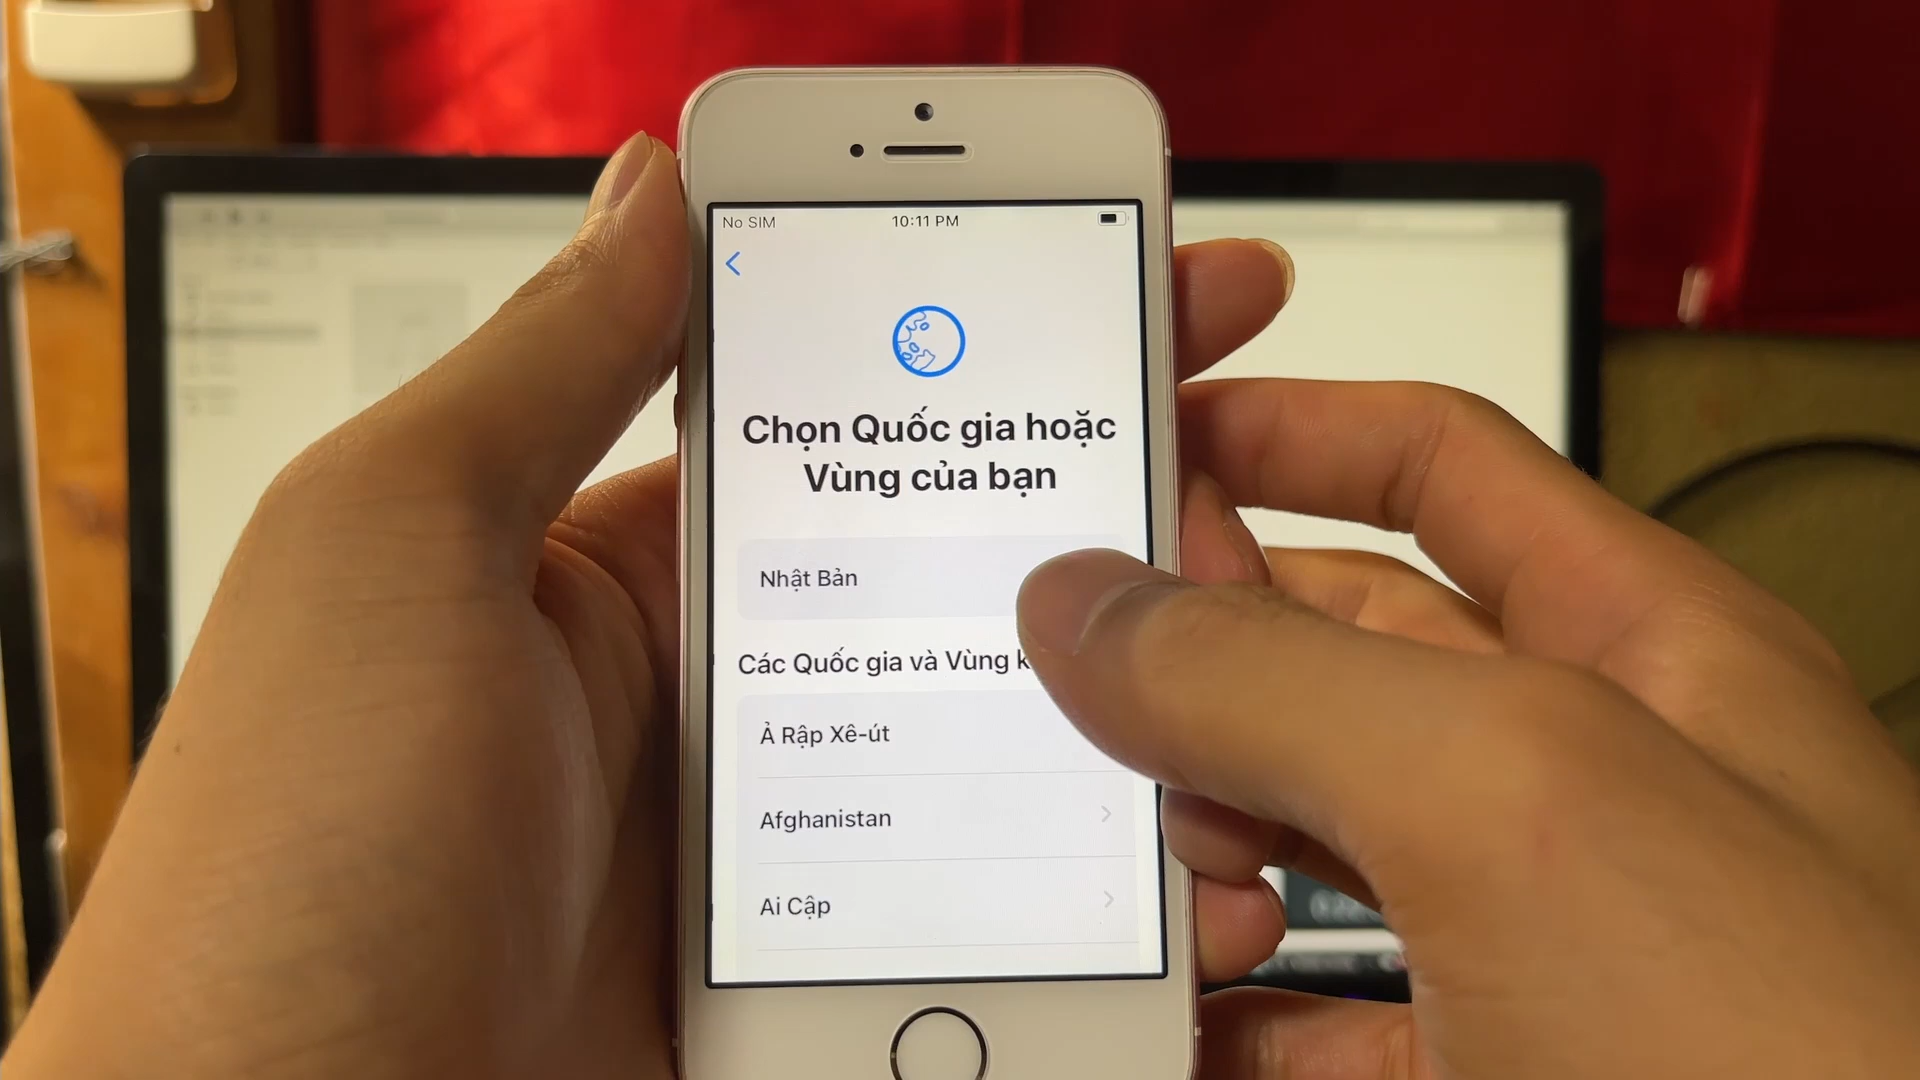 No SIM
10:11 PM
Chọn Quốc gia hoặc
Vùng của bạn
Nhật Bản
Các Quốc gia và Vùng
Ả Rập Xê-út
Afghanistan
Ai Cập